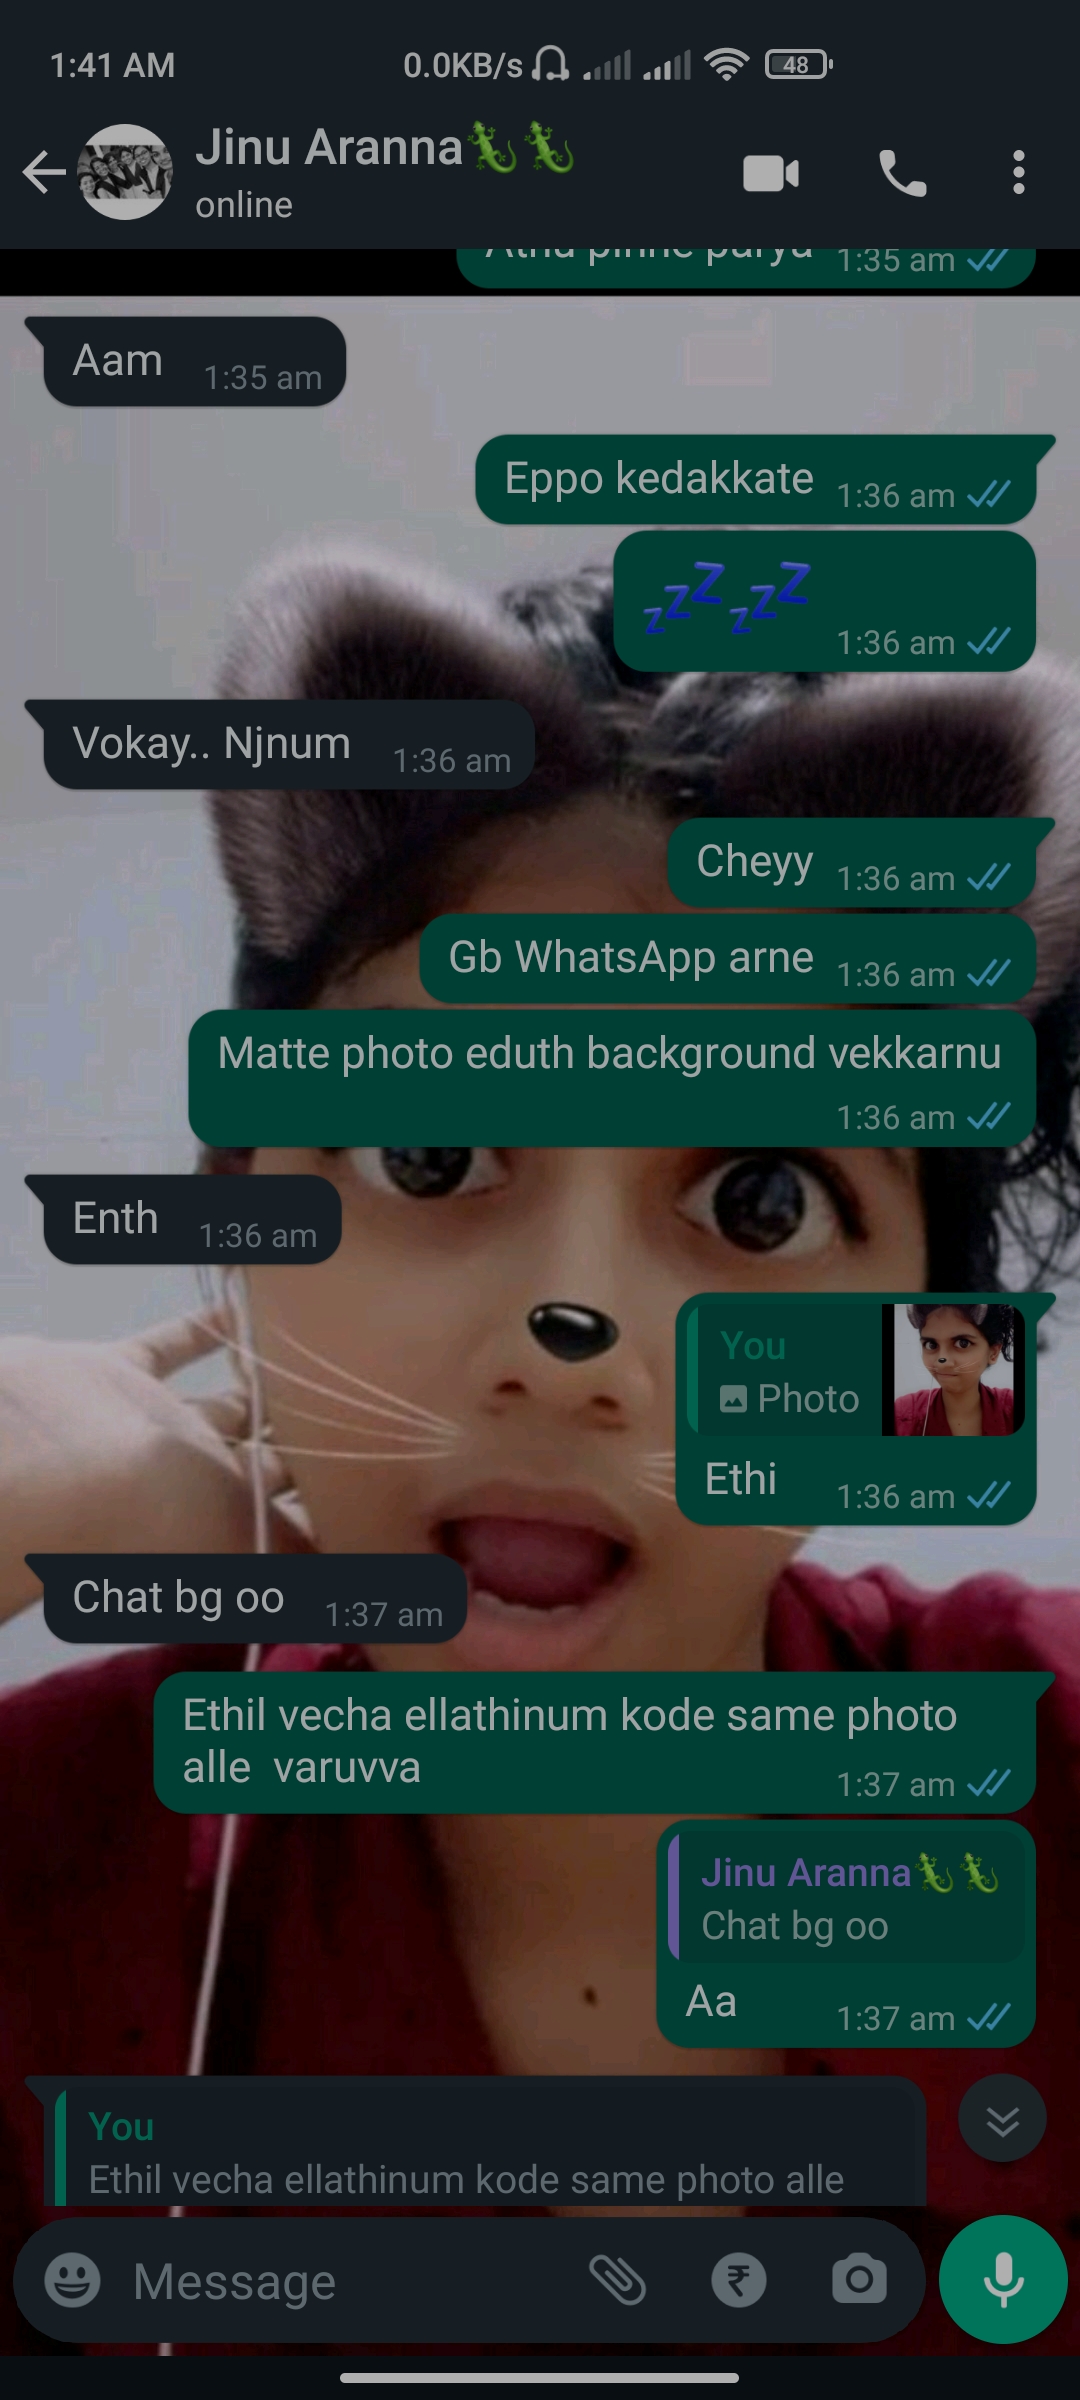 1:41 AM 0.0KB/s 48
Jinu Aranna🦎🦎
online
Athu pinne parya 1:35 am
Aam 1:35 am
Eppo kedakkate 1:36 am
💤💤 1:36 am
Vokay.. Njnum 1:36 am
Cheyy 1:36 am
Gb WhatsApp arne 1:36 am
Matte photo eduth background vekkarnu
1:36 am
Enth 1:36 am
You
Photo
Ethi 1:36 am
Chat bg oo 1:37 am
Ethil vecha ellathinum kode same photo
alle  varuvva 1:37 am
Jinu Aranna🦎🦎
Chat bg oo
Aa 1:37 am
You
Ethil vecha ellathinum kode same photo alle
Message